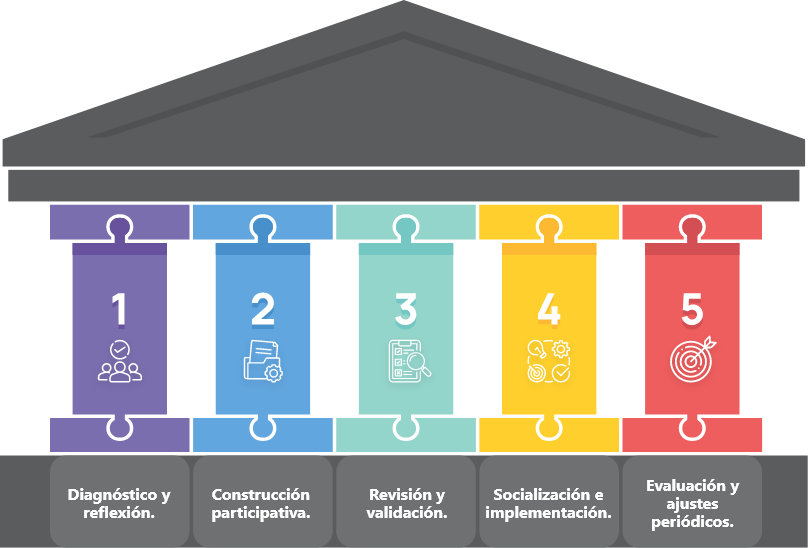 1
2
3
4
5
Diagnóstico y
reflexión.
Construcción
participativa.
Revisión y
validación.
Socialización e
implementación.
Evaluación y
ajustes
periódicos.